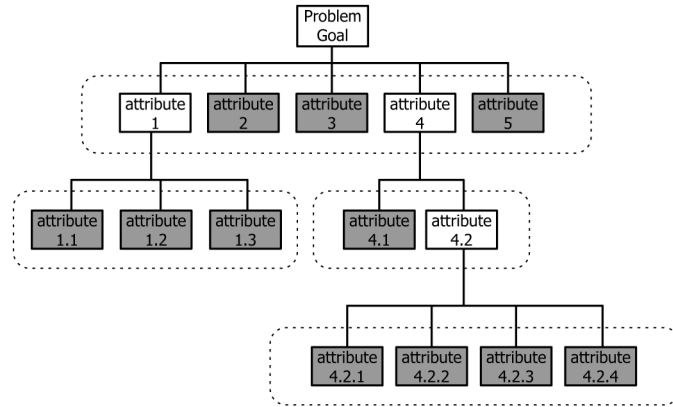 Problem
Goal
attribute
1
attribute
2
attribute
3
attribute
4
attribute
5
attribute
1.1
attribute
1.2
attribute
1.3
attribute
4.1
attribute
4.2
attribute
4.2.1
attribute
4.2.2
attribute
4.2.3
attribute
4.2.4